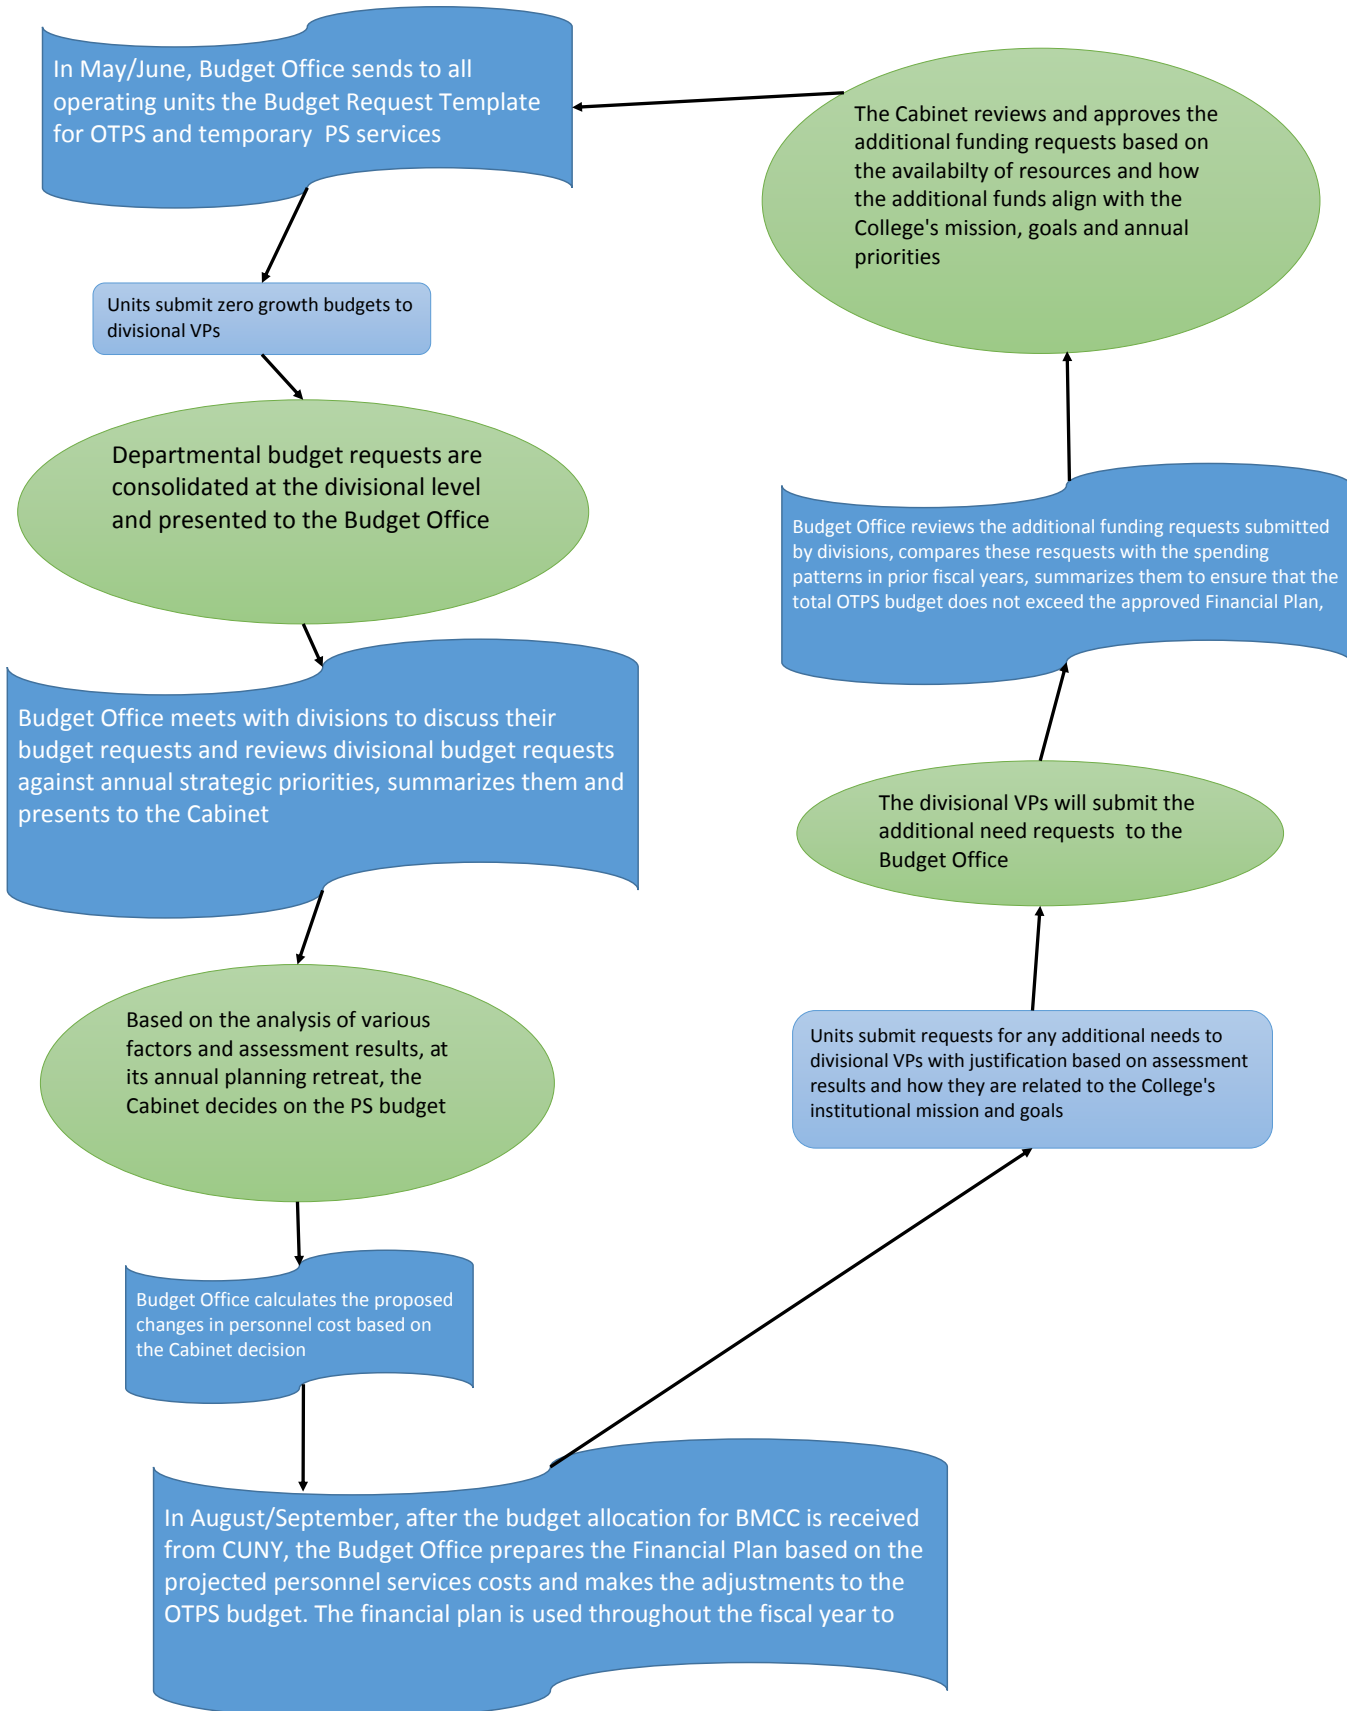 In May/June, Budget Office sends to all
operating units the Budget Request Template
for OTPS and temporary  PS services
Units submit zero growth budgets to
divisional VPs
Departmental budget requests are
consolidated at the divisional level
and presented to the Budget Office
Budget Office meets with divisions to discuss their
budget requests and reviews divisional budget requests
against annual strategic priorities, summarizes them and
presents to the Cabinet
Based on the analysis of various
factors and assessment results, at
its annual planning retreat, the
Cabinet decides on the PS budget
Budget Office calculates the proposed
changes in personnel cost based on
the Cabinet decision
In August/September, after the budget allocation for BMCC is received
from CUNY, the Budget Office prepares the Financial Plan based on the
projected personnel services costs and makes the adjustments to the
OTPS budget. The financial plan is used throughout the fiscal year to
Units submit requests for any additional needs to
divisional VPs with justification based on assessment
results and how they are related to the College's
institutional mission and goals
The divisional VPs will submit the
additional need requests  to the
Budget Office
Budget Office reviews the additional funding requests submitted
by divisions, compares these resquests with the spending
patterns in prior fiscal years, summarizes them to ensure that the
total OTPS budget does not exceed the approved Financial Plan,
The Cabinet reviews and approves the
additional funding requests based on
the availabilty of resources and how
the additional funds align with the
College's mission, goals and annual
priorities